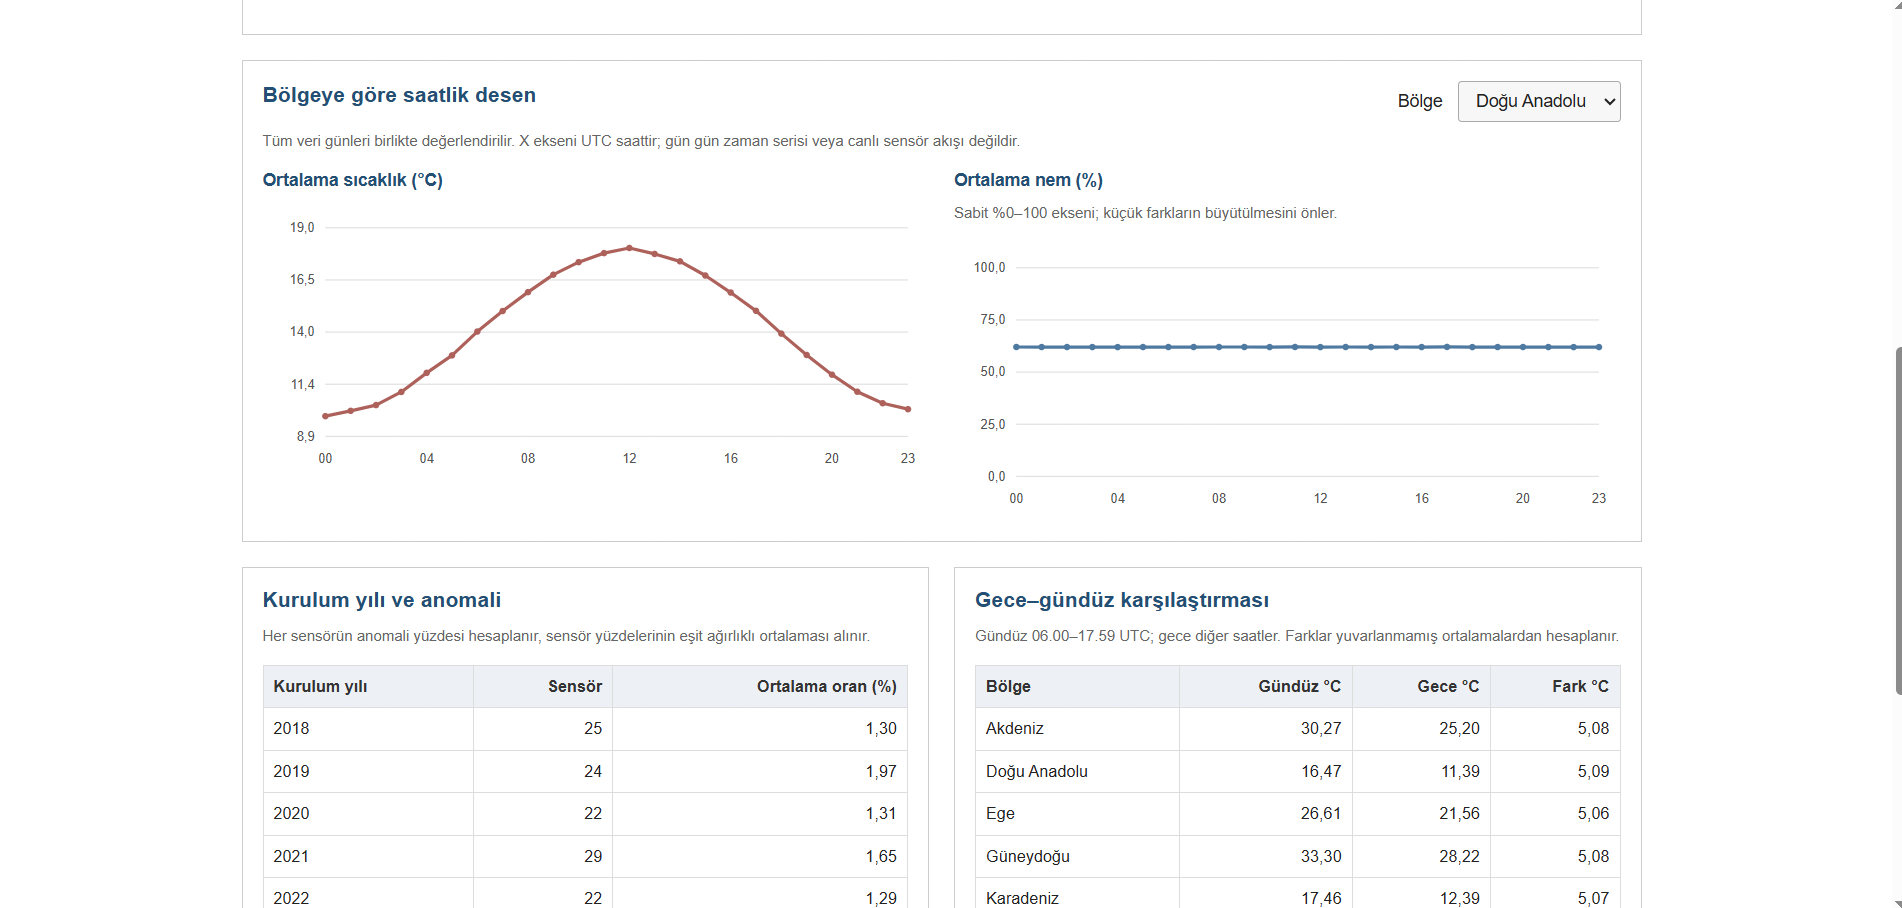 Bölgeye göre saatlik desen
Bölge Doğu Anadolu
Tüm veri günleri birlikte değerlendirilir. X ekseni UTC saattir; gün gün zaman serisi veya canlı sensör akışı değildir.
Ortalama sıcaklık (°C)
19,0
16,5
14,0
11,4
8,9
00 04 08 12 16 20 23
Ortalama nem (%)
Sabit %0–100 ekseni; küçük farkların büyütülmesini önler.
100,0
75,0
50,0
25,0
0,0
00 04 08 12 16 20 23
Kurulum yılı ve anomali
Her sensörün anomali yüzdesi hesaplanır, sensör yüzdelerinin eşit ağırlıklı ortalaması alınır.
Kurulum yılı Sensör Ortalama oran (%)
2018 25 1,30
2019 24 1,97
2020 22 1,31
2021 29 1,65
2022 22 1,29
Gece–gündüz karşılaştırması
Gündüz 06.00–17.59 UTC; gece diğer saatler. Farklar yuvarlanmamış ortalamalardan hesaplanır.
Bölge Gündüz °C Gece °C Fark °C
Akdeniz 30,27 25,20 5,08
Doğu Anadolu 16,47 11,39 5,09
Ege 26,61 21,56 5,06
Güneydoğu 33,30 28,22 5,08
Karadeniz 17,46 12,39 5,07